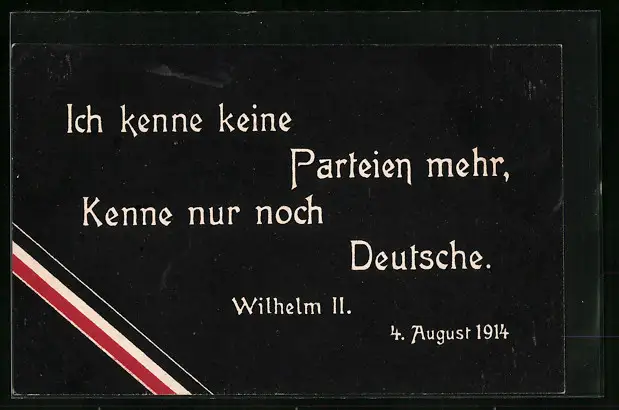 Ich kenne keine
Parteien mehr,
Kenne nur noch
Deutsche.
Wilhelm II.
4. August 1914